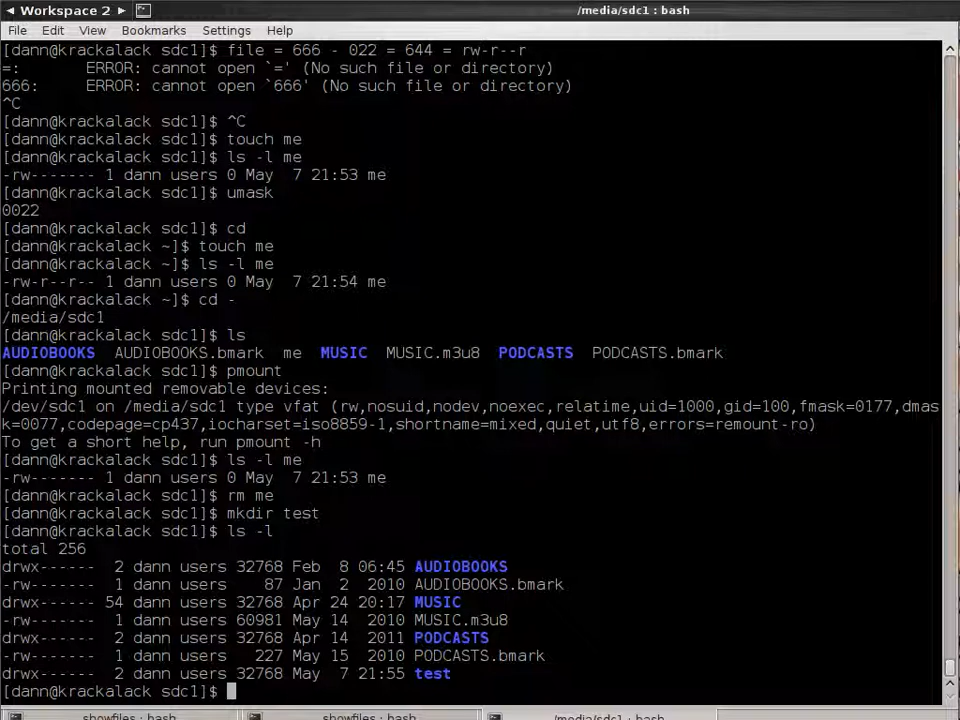 ◄ Workspace 2 ► /media/sdc1 : bash
File Edit View Bookmarks Settings Help
[dann@krackalack sdc1]$ file = 666 - 022 = 644 = rw-r--r
=:       ERROR: cannot open `=' (No such file or directory)
666:     ERROR: cannot open `666' (No such file or directory)
^C
[dann@krackalack sdc1]$ ^C
[dann@krackalack sdc1]$ touch me
[dann@krackalack sdc1]$ ls -l me
-rw------- 1 dann users 0 May  7 21:53 me
[dann@krackalack sdc1]$ umask
0022
[dann@krackalack sdc1]$ cd
[dann@krackalack ~]$ touch me
[dann@krackalack ~]$ ls -l me
-rw-r--r-- 1 dann users 0 May  7 21:54 me
[dann@krackalack ~]$ cd -
/media/sdc1
[dann@krackalack sdc1]$ ls
AUDIOBOOKS  AUDIOBOOKS.bmark  me  MUSIC  MUSIC.m3u8  PODCASTS  PODCASTS.bmark
[dann@krackalack sdc1]$ pmount
Printing mounted removable devices:
/dev/sdc1 on /media/sdc1 type vfat (rw,nosuid,nodev,noexec,relatime,uid=1000,gid=100,fmask=0177,dmas
k=0077,codepage=cp437,iocharset=iso8859-1,shortname=mixed,quiet,utf8,errors=remount-ro)
To get a short help, run pmount -h
[dann@krackalack sdc1]$ ls -l me
-rw------- 1 dann users 0 May  7 21:53 me
[dann@krackalack sdc1]$ rm me
[dann@krackalack sdc1]$ mkdir test
[dann@krackalack sdc1]$ ls -l
total 256
drwx------  2 dann users 32768 Feb  8 06:45 AUDIOBOOKS
-rw-------  1 dann users    87 Jan  2  2010 AUDIOBOOKS.bmark
drwx------ 54 dann users 32768 Apr 24 20:17 MUSIC
-rw-------  1 dann users 60981 May 14  2010 MUSIC.m3u8
drwx------  2 dann users 32768 Apr 14  2011 PODCASTS
-rw-------  1 dann users   227 May 15  2010 PODCASTS.bmark
drwx------  2 dann users 32768 May  7 21:55 test
[dann@krackalack sdc1]$
showfiles : bash showfiles : bash /media/sdc1 : bash